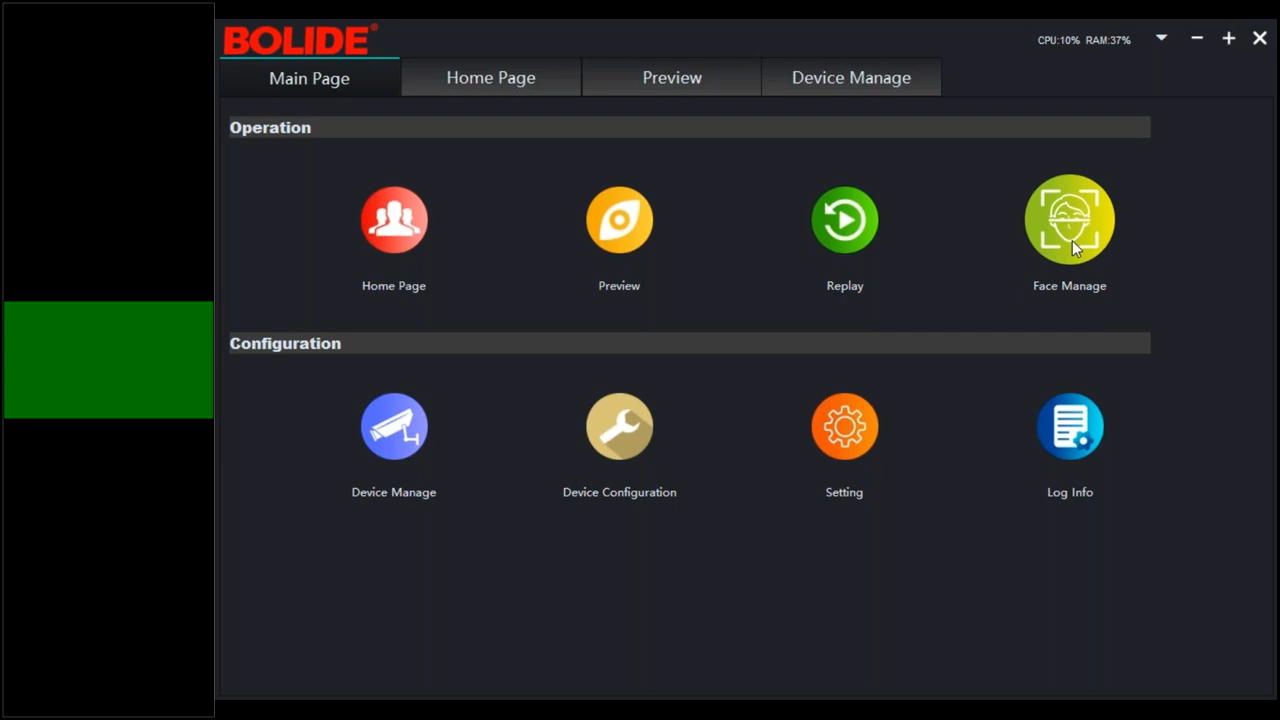 BOLIDE®
CPU:10% RAM:37%
Main Page
Home Page
Preview
Device Manage
Operation
Home Page
Preview
Replay
Face Manage
Configuration
Device Manage
Device Configuration
Setting
Log Info